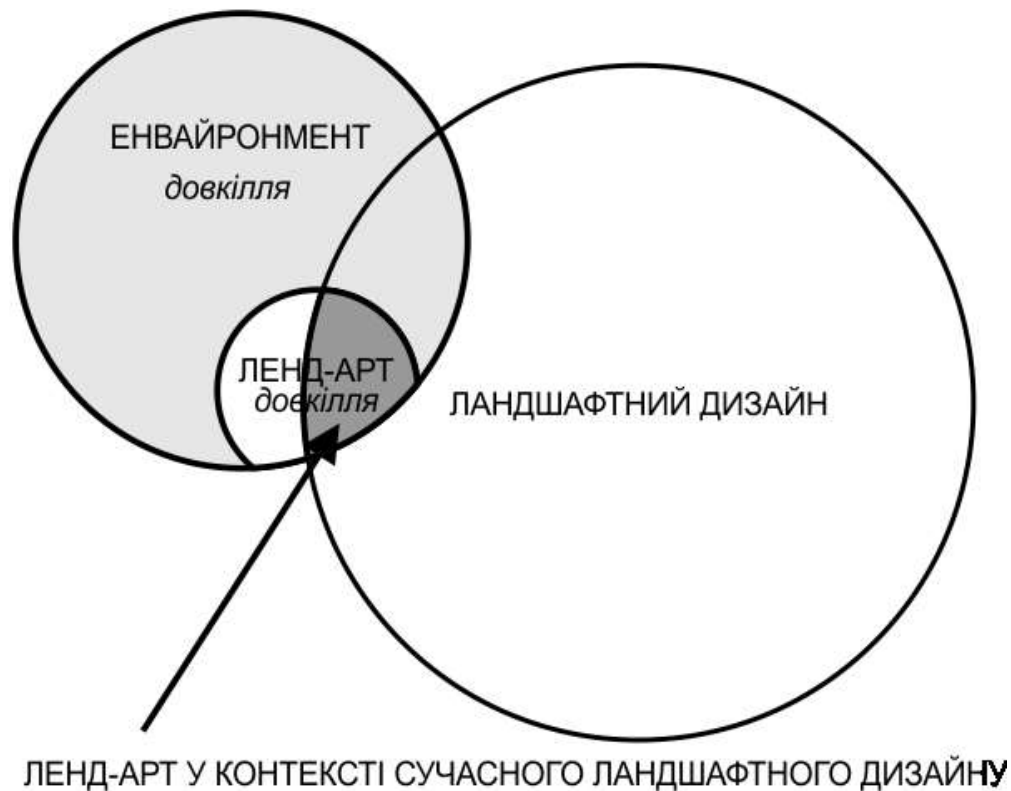 ЕНВАЙРОНМЕНТ
довкілля
ЛЕНД-АРТ
довкілля
ЛАНДШАФТНИЙ ДИЗАЙН
ЛЕНД-АРТ У КОНТЕКСТІ СУЧАСНОГО ЛАНДШАФТНОГО ДИЗАЙНУ